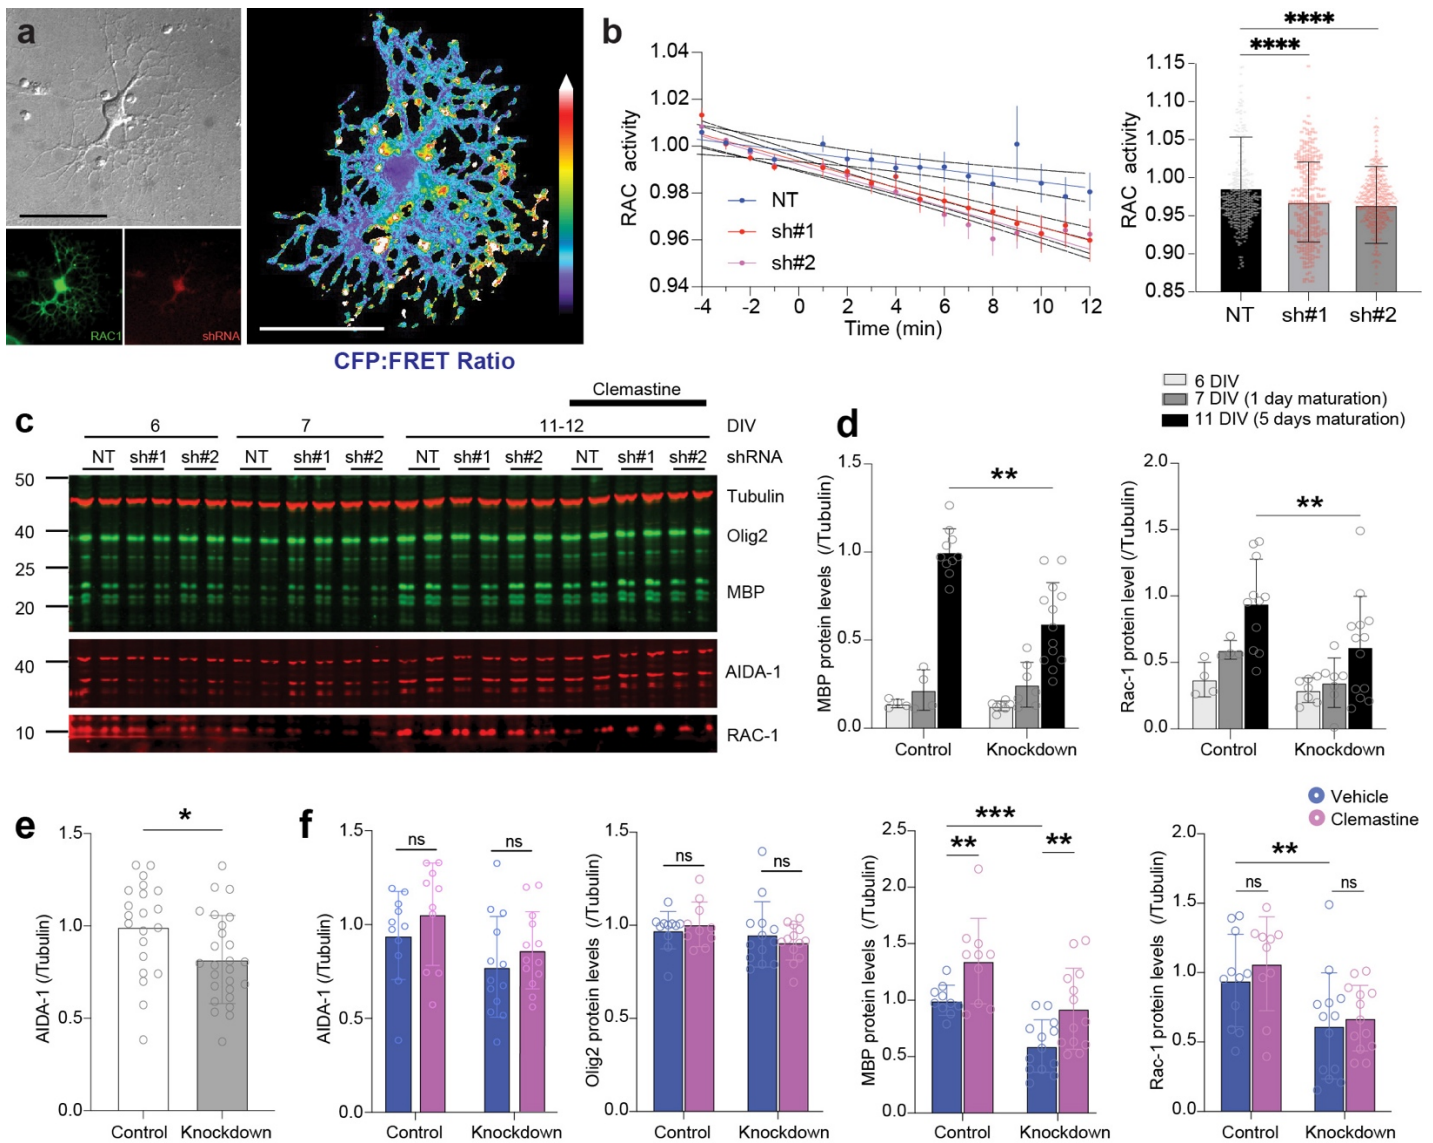 a
RAC1
shRNA
CFP:FRET Ratio
b
1.04
1.02
1.00
0.98
0.96
0.94
RAC activity
NT
sh#1
sh#2
-4 -2 0 2 4 6 8 10 12
Time (min)
****
****
1.15
1.10
1.05
1.00
0.95
0.90
0.85
RAC activity
NT sh#1 sh#2
c
Clemastine
6 7 11-12 DIV
NT sh#1 sh#2 NT sh#1 sh#2 NT sh#1 sh#2 NT sh#1 sh#2 shRNA
50
40
25
20
Tubulin
Olig2
MBP
40
AIDA-1
10
RAC-1
6 DIV
7 DIV (1 day maturation)
11 DIV (5 days maturation)
d
1.5
1.0
0.5
0.0
MBP protein levels (/Tubulin)
**
Control Knockdown
2.0
1.5
1.0
0.5
0.0
Rac-1 protein level (/Tubulin)
**
Control Knockdown
e
1.5
1.0
0.5
0.0
AIDA-1 (/Tubulin)
*
Control Knockdown
f
1.5
1.0
0.5
0.0
AIDA-1 (/Tubulin)
ns ns
Control Knockdown
1.5
1.0
0.5
0.0
Olig2 protein levels (/Tubulin)
ns ns
Control Knockdown
2.5
2.0
1.5
1.0
0.5
0.0
MBP protein levels (/Tubulin)
***
** **
Control Knockdown
Vehicle
Clemastine
2.0
1.5
1.0
0.5
0.0
Rac-1 protein levels (/Tubulin)
**
ns ns
Control Knockdown